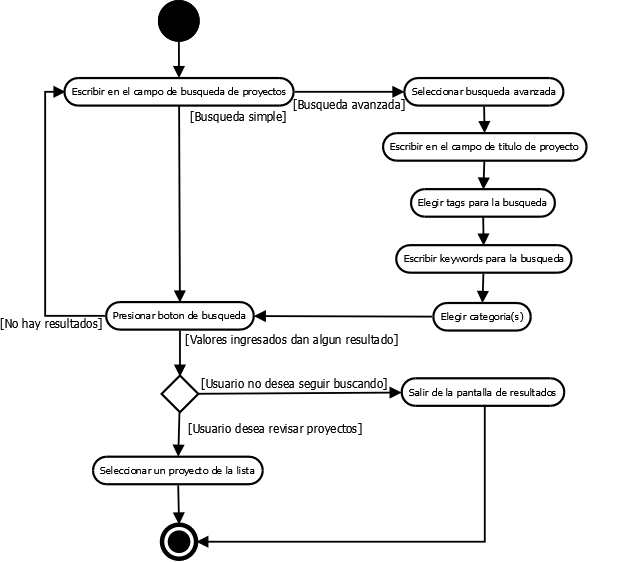 Escribir en el campo de busqueda de proyectos
Seleccionar busqueda avanzada
[Busqueda avanzada]
[Busqueda simple]
Escribir en el campo de titulo de proyecto
Elegir tags para la busqueda
Escribir keywords para la busqueda
Presionar boton de busqueda
Elegir categoria(s)
[No hay resultados]
[Valores ingresados dan algun resultado]
[Usuario no desea seguir buscando]
Salir de la pantalla de resultados
[Usuario desea revisar proyectos]
Seleccionar un proyecto de la lista